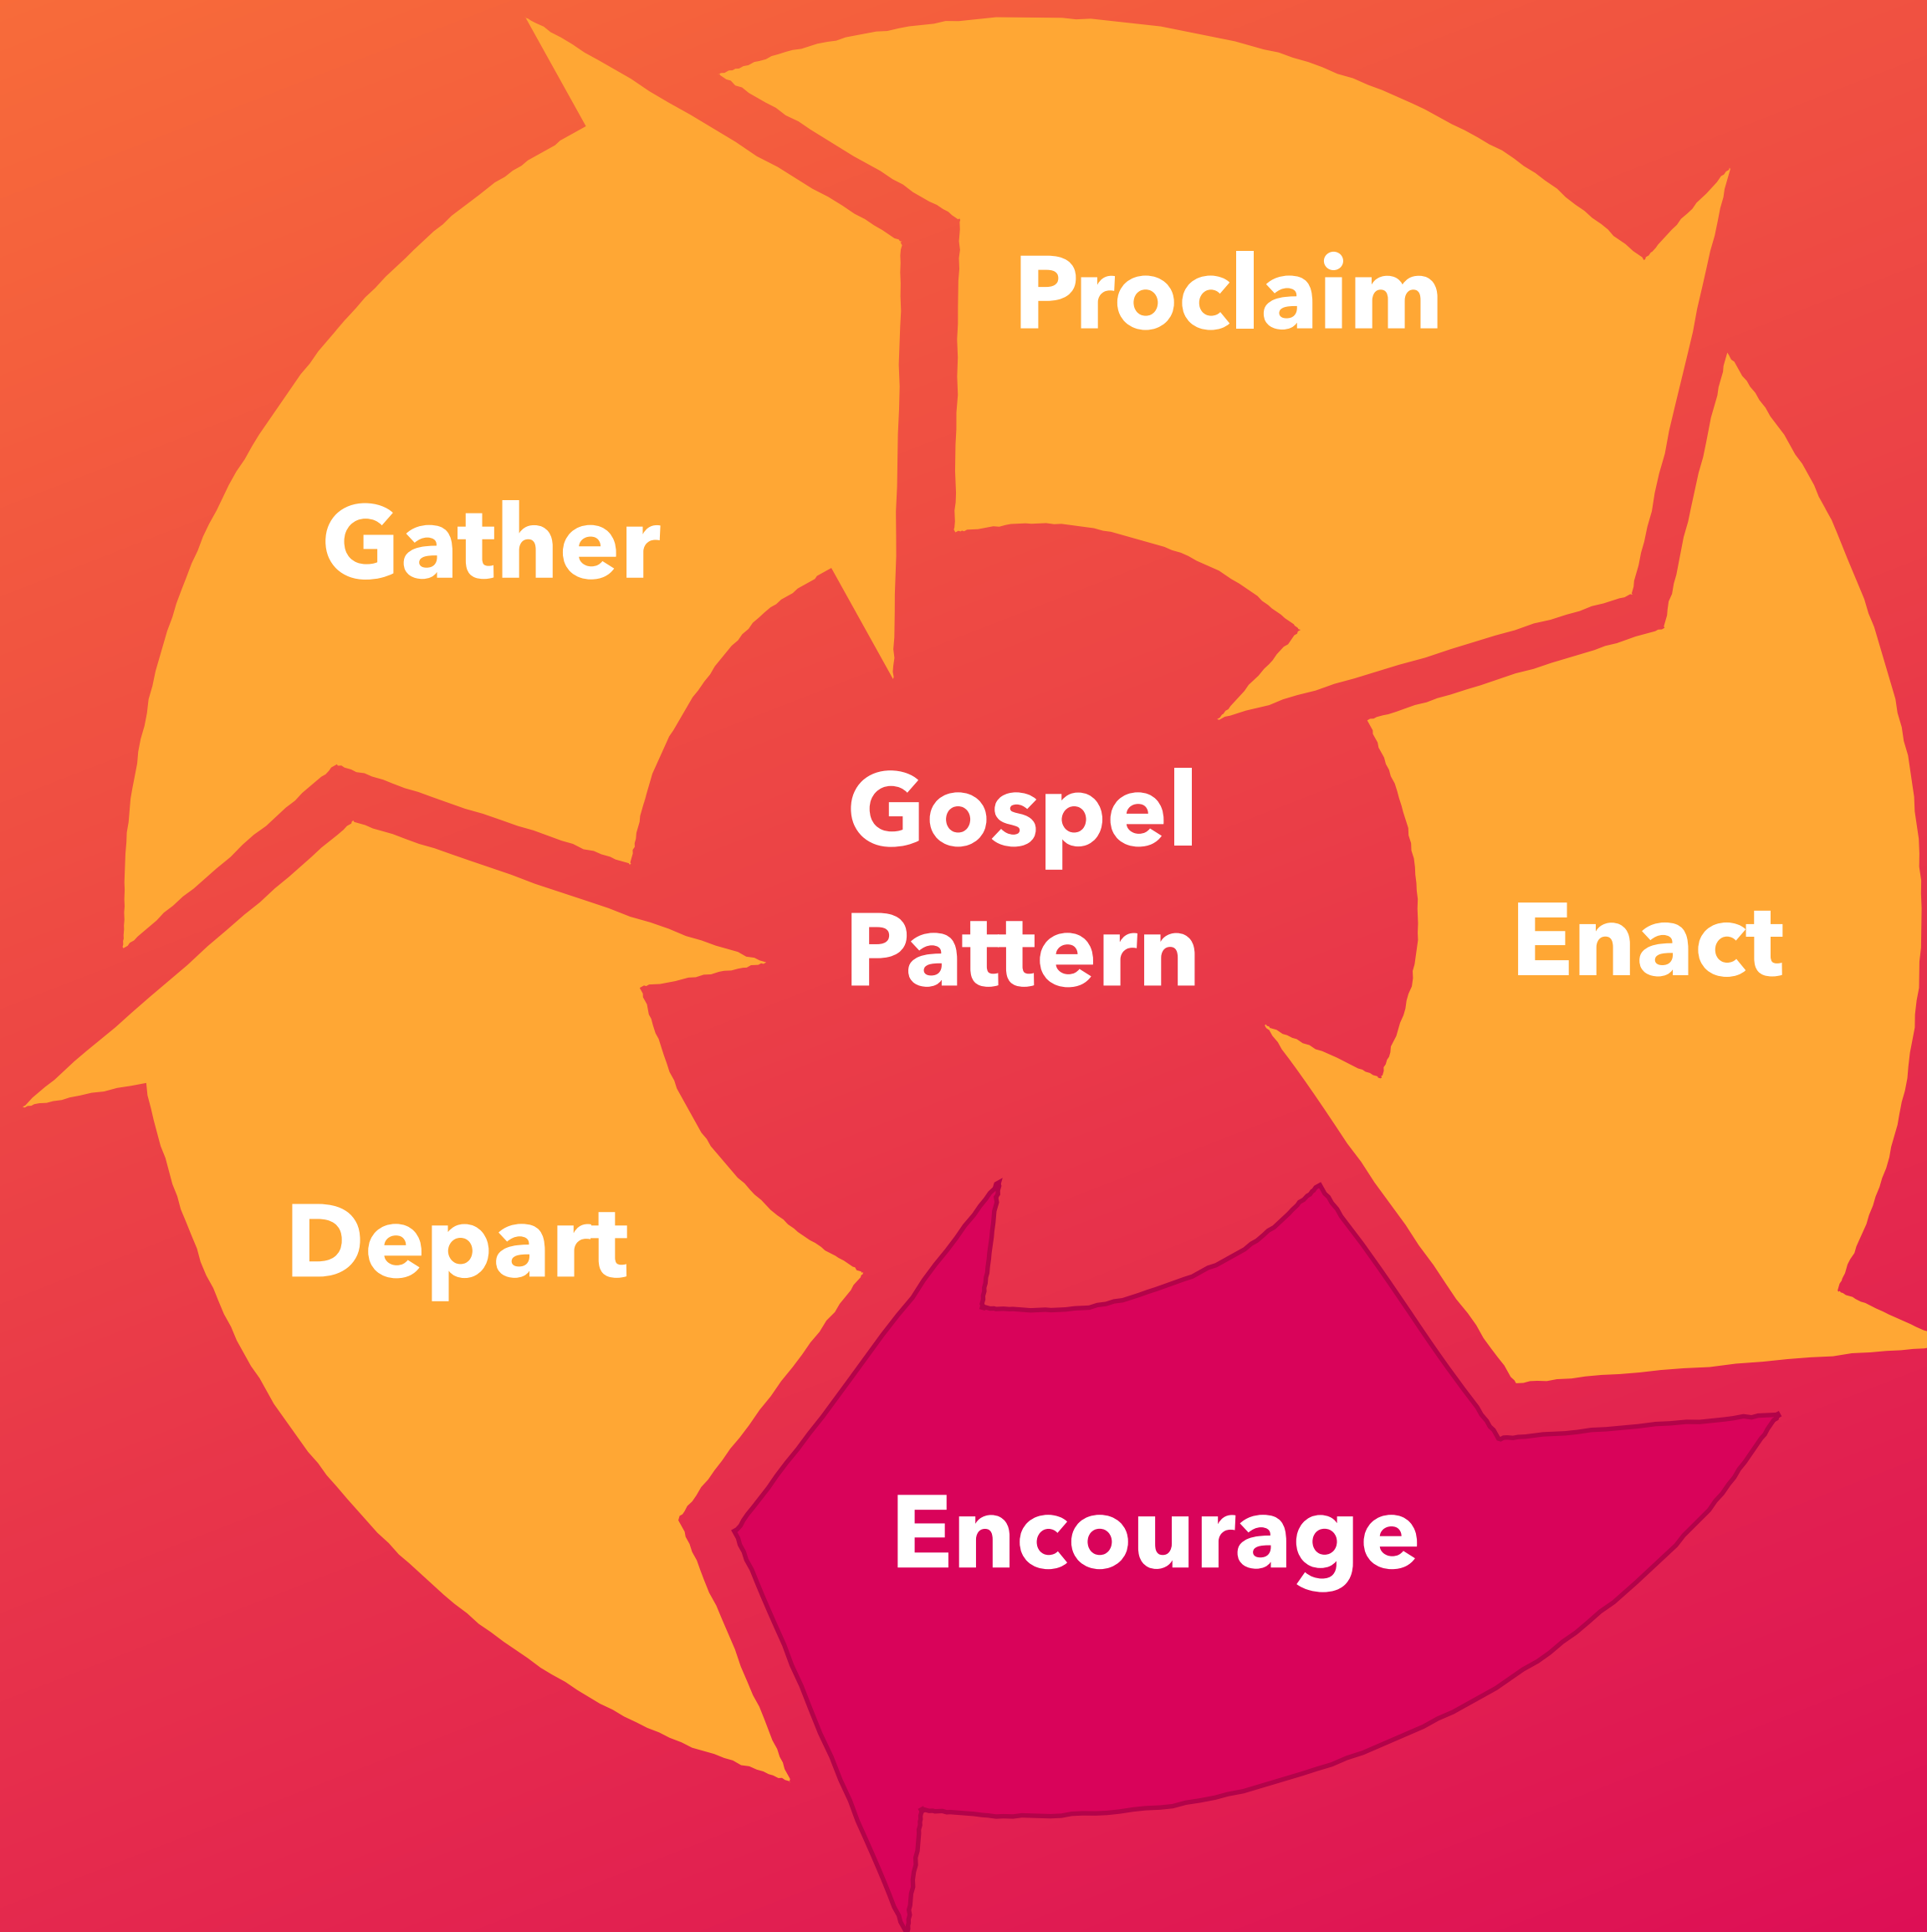 Proclaim
Gather
Gospel
Pattern
Enact
Depart
Encourage